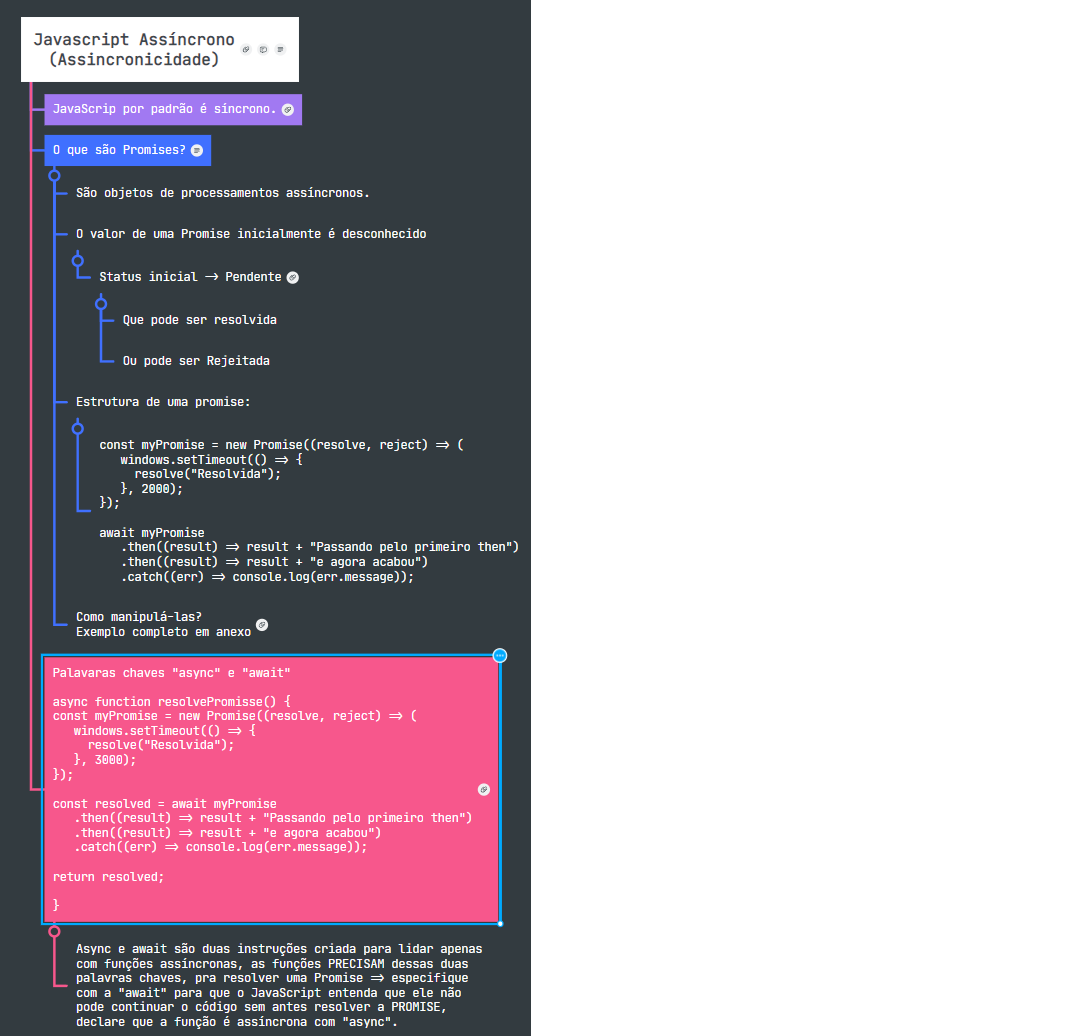 Javascript Assíncrono
(Assincronicidade)
JavaScrip por padrão é síncrono.
O que são Promises?
São objetos de processamentos assíncronos.
O valor de uma Promise inicialmente é desconhecido
Status inicial -> Pendente
Que pode ser resolvida
Ou pode ser Rejeitada
Estrutura de uma promise:
const myPromise = new Promise((resolve, reject) => (
windows.setTimeout(() => {
resolve("Resolvida");
}, 2000);
});
await myPromise
.then((result) => result + "Passando pelo primeiro then")
.then((result) => result + "e agora acabou")
.catch((err) => console.log(err.message));
Como manipulá-las?
Exemplo completo em anexo
Palavaras chaves "async" e "await"
async function resolvePromisse() {
const myPromise = new Promise((resolve, reject) => (
windows.setTimeout(() => {
resolve("Resolvida");
}, 3000);
});
const resolved = await myPromise
.then((result) => result + "Passando pelo primeiro then")
.then((result) => result + "e agora acabou")
.catch((err) => console.log(err.message));
return resolved;
}
Async e await são duas instruções criada para lidar apenas
com funções assíncronas, as funções PRECISAM dessas duas
palavras chaves, pra resolver uma Promise => especifique
com a "await" para que o JavaScript entenda que ele não
pode continuar o código sem antes resolver a PROMISE,
declare que a função é assíncrona com "async".